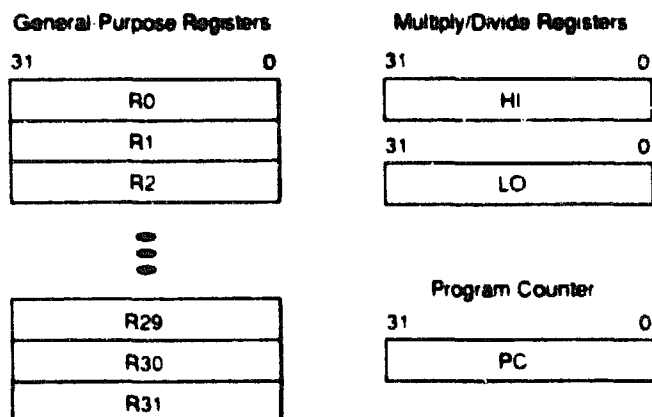 General Purpose Registers
31 0
R0
R1
R2
R29
R30
R31
Multiply/Divide Registers
31 0
HI
31 0
LO
Program Counter
31 0
PC